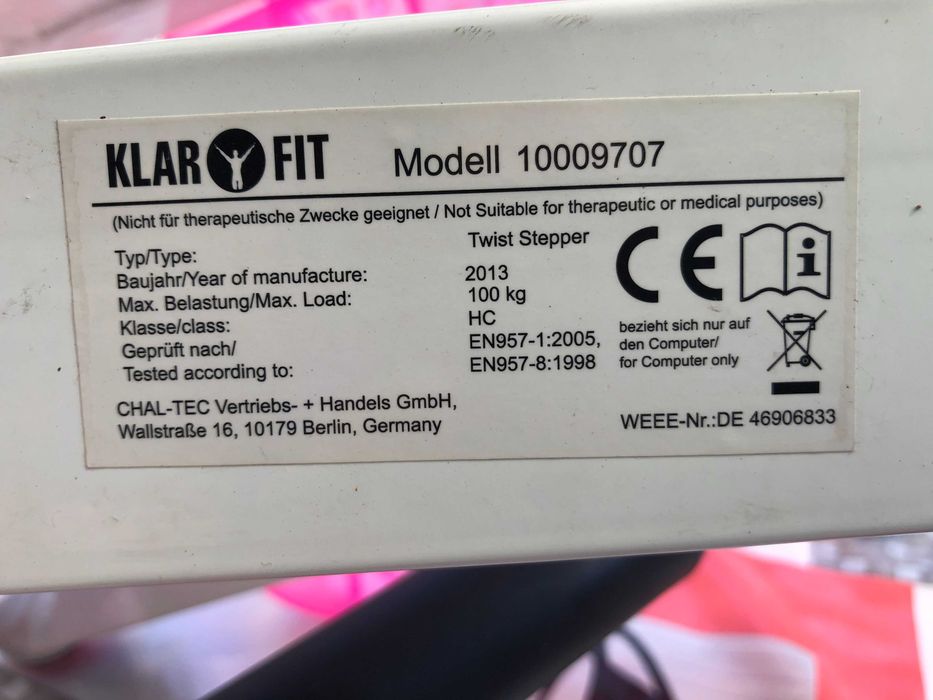 KLAR FIT Modell 10009707
(Nicht für therapeutische Zwecke geeignet / Not Suitable for therapeutic or medical purposes)
Typ/Type: Twist Stepper
Baujahr/Year of manufacture: 2013
Max. Belastung/Max. Load: 100 kg
Klasse/class: HC
Geprüft nach/ EN957-1:2005,
Tested according to: EN957-8:1998
CE
bezieht sich nur auf
den Computer/
for Computer only
CHAL-TEC Vertriebs- + Handels GmbH,
Wallstraße 16, 10179 Berlin, Germany
WEEE-Nr.:DE 46906833